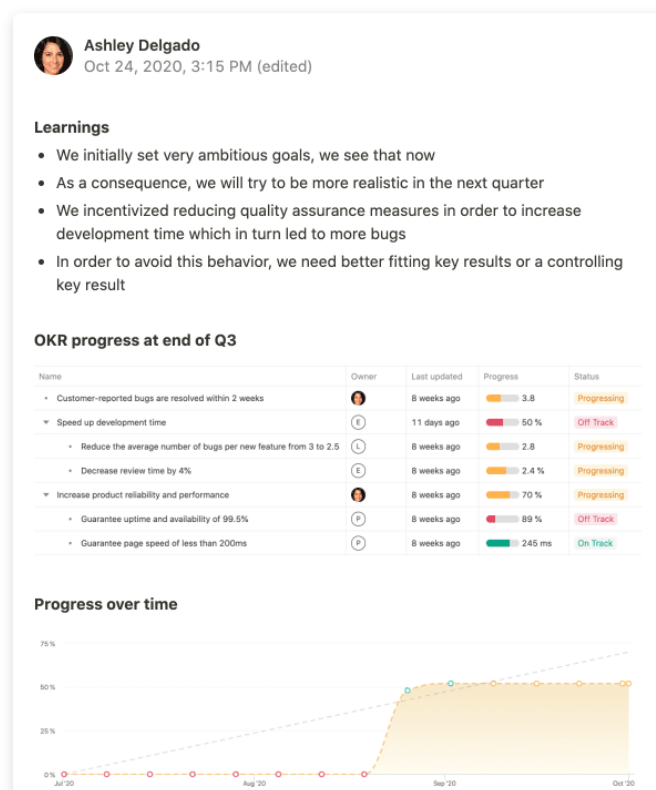 Ashley Delgado
Oct 24, 2020, 3:15 PM (edited)
Learnings
• We initially set very ambitious goals, we see that now
• As a consequence, we will try to be more realistic in the next quarter
• We incentivized reducing quality assurance measures in order to increase
development time which in turn led to more bugs
• In order to avoid this behavior, we need better fitting key results or a controlling
key result
OKR progress at end of Q3
Name Owner Last updated Progress Status
• Customer-reported bugs are resolved within 2 weeks 8 weeks ago 3.8 Progressing
Speed up development time E 11 days ago 50 % Off Track
• Reduce the average number of bugs per new feature from 3 to 2.5 L 8 weeks ago 2.8 Progressing
• Decrease review time by 4% E 8 weeks ago 2.4 % Progressing
Increase product reliability and performance 8 weeks ago 70 % Progressing
• Guarantee uptime and availability of 99.5% P 8 weeks ago 89 % Off Track
• Guarantee page speed of less than 200ms P 8 weeks ago 245 ms On Track
Progress over time
75 %
50 %
25 %
0 %
Jul '20 Aug '20 Sep '20 Oct '20